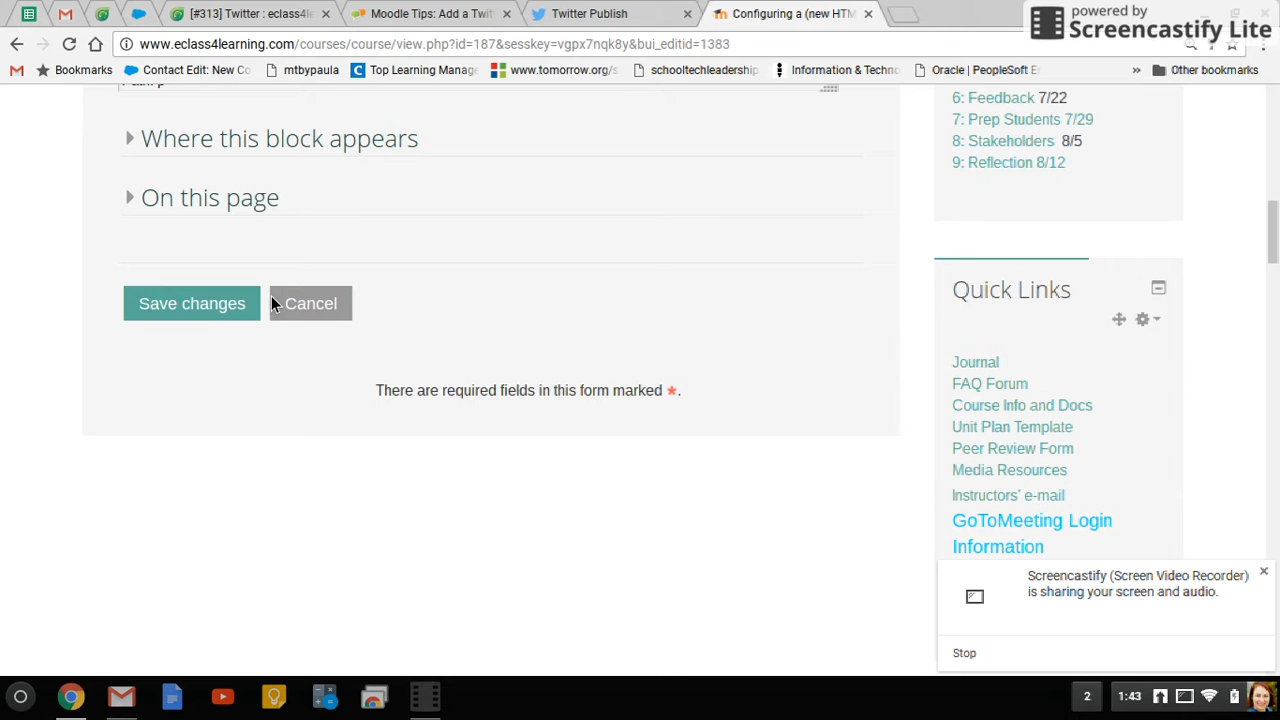 [#313] Twitter : eclass4l
Moodle Tips: Add a Twit
Twitter Publish
Configuring a (new HTM
powered by
Screencastify Lite
www.eclass4learning.com/courses/course/view.php?id=187&sesskey=vgpx7nqk8y&bui_editid=1383
Bookmarks
Contact Edit: New Co
mtbypaula
Top Learning Manage
www.tomorrow.org/s
schooltechleadership
Information & Techno
Oracle | PeopleSoft E
»
Other bookmarks
6: Feedback 7/22
7: Prep Students 7/29
8: Stakeholders 8/5
9: Reflection 8/12
Where this block appears
On this page
Save changes
Cancel
There are required fields in this form marked *.
Quick Links
Journal
FAQ Forum
Course Info and Docs
Unit Plan Template
Peer Review Form
Media Resources
Instructors' e-mail
GoToMeeting Login
Information
Screencastify (Screen Video Recorder)
is sharing your screen and audio.
Stop
2
1:43